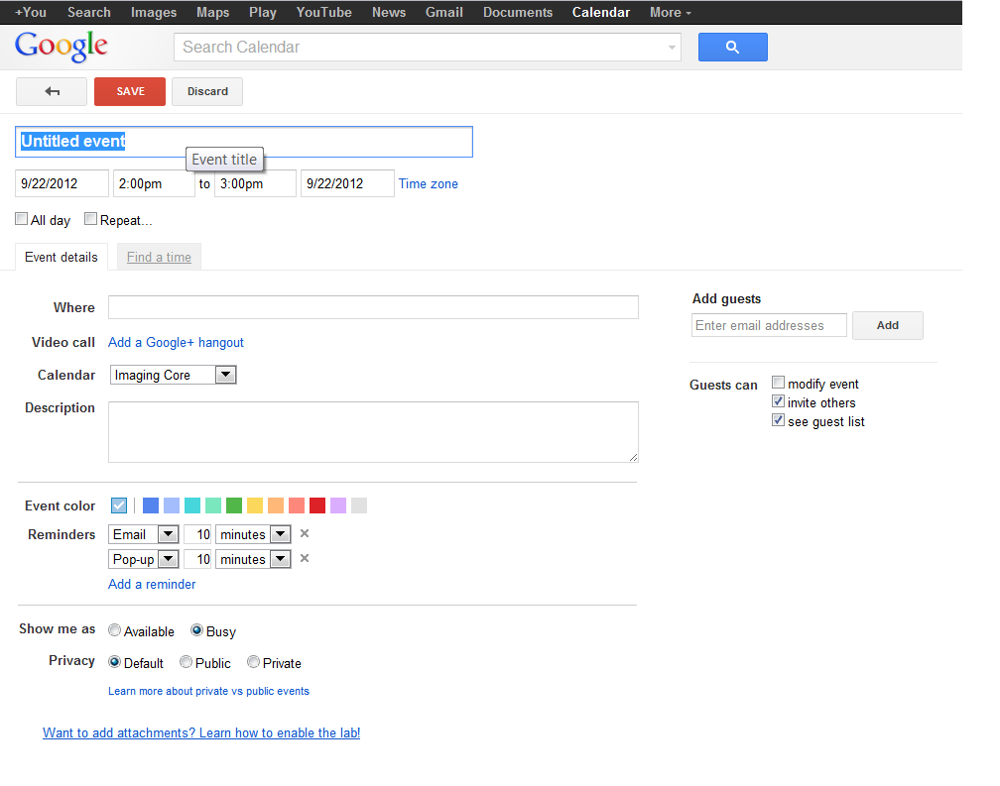 +You Search Images Maps Play YouTube News Gmail Documents Calendar More
Google Search Calendar
SAVE Discard
Untitled event
Event title
9/22/2012 2:00pm to 3:00pm 9/22/2012 Time zone
All day Repeat...
Event details Find a time
Where
Video call Add a Google+ hangout
Calendar Imaging Core
Description
Event color
Reminders Email 10 minutes
Pop-up 10 minutes
Add a reminder
Show me as Available Busy
Privacy Default Public Private
Learn more about private vs public events
Want to add attachments? Learn how to enable the lab!
Add guests
Enter email addresses Add
Guests can modify event
invite others
see guest list